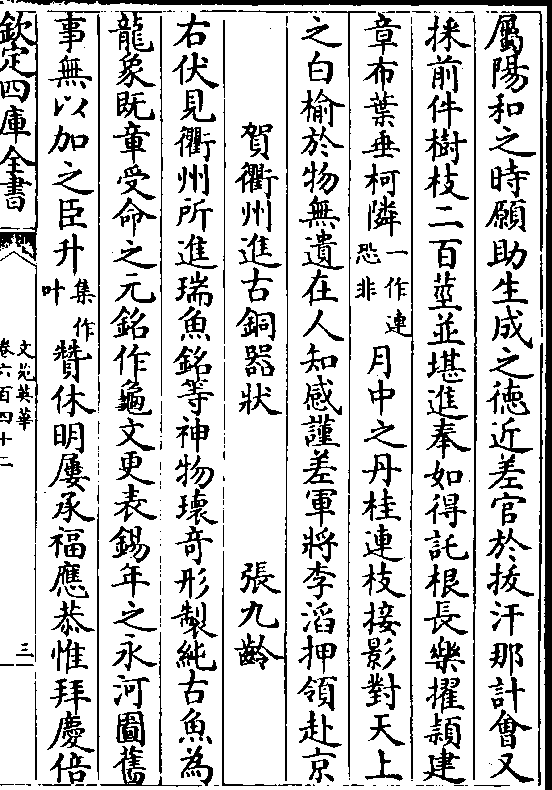 屬陽和之時願助生成之徳近差官於拔汗那計會又
採前件樹枝二百莖並堪進奉如得託根長樂擢頴建
章布葉垂柯隣一作連恐非月中之丹桂連枝接影對天上
之白榆於物無遺在人知感謹差軍將李滔押領赴京
賀衢州進古銅器狀　張九齡
右伏見衢州所進瑞魚銘等神物瓌奇形製純古魚為
龍象既章受命之元銘作龜文更表錫年之永河圖舊
事無以加之臣升集作叶贊休明屢承福應恭惟拜慶倍
欽定四庫全書
文苑英華
卷六百四十二
三